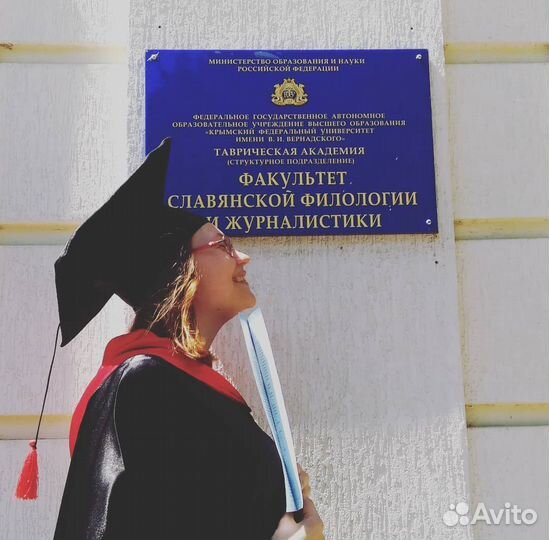 МИНИСТЕРСТВО ОБРАЗОВАНИЯ И НАУКИ
РОССИЙСКОЙ ФЕДЕРАЦИИ
ФЕДЕРАЛЬНОЕ ГОСУДАРСТВЕННОЕ АВТОНОМНОЕ
ОБРАЗОВАТЕЛЬНОЕ УЧРЕЖДЕНИЕ ВЫСШЕГО ОБРАЗОВАНИЯ
«КРЫМСКИЙ ФЕДЕРАЛЬНЫЙ УНИВЕРСИТЕТ
ИМЕНИ В. И. ВЕРНАДСКОГО»
ТАВРИЧЕСКАЯ АКАДЕМИЯ
(СТРУКТУРНОЕ ПОДРАЗДЕЛЕНИЕ)
ФАКУЛЬТЕТ
СЛАВЯНСКОЙ ФИЛОЛОГИИ
И ЖУРНАЛИСТИКИ
Avito